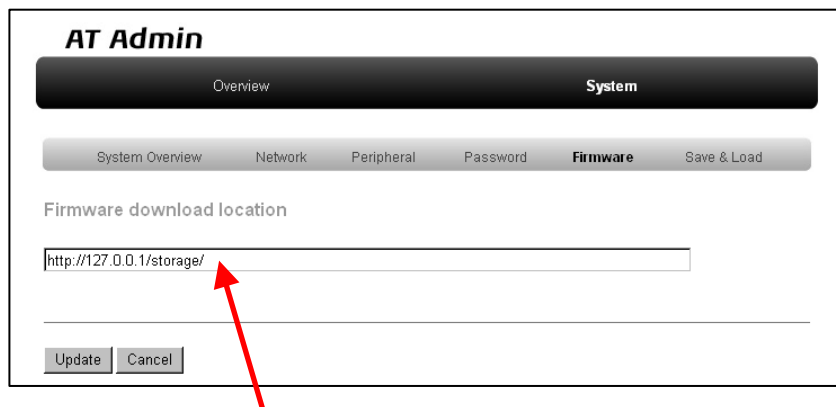 AT Admin
Overview System
System Overview Network Peripheral Password Firmware Save & Load
Firmware download location
http://127.0.0.1/storage/
Update Cancel